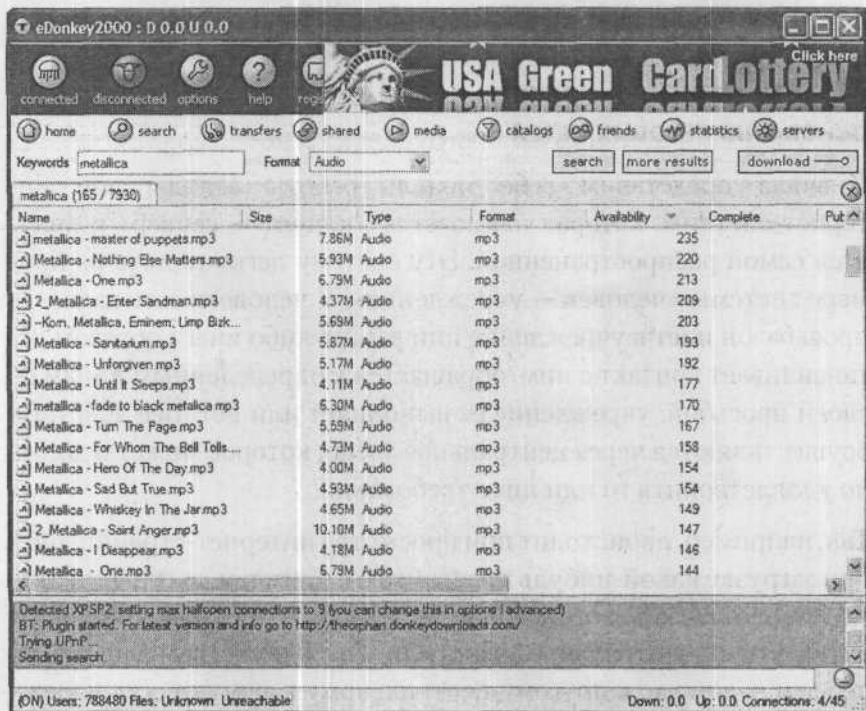 eDonkey2000 : D 0.0 U 0.0
connected disconnected options help
USA Green Card Lottery
Click here
home search transfers shared media catalogs friends statistics servers
Keywords metallica Format Audio search more results download
metallica (165 / 7930)
Name Size Type Format Availability Complete Put
metallica - master of puppets.mp3 7.86M Audio mp3 235
Metallica - Nothing Else Matters.mp3 5.93M Audio mp3 220
Metallica - One.mp3 6.79M Audio mp3 213
2_Metallica - Enter Sandman.mp3 4.37M Audio mp3 209
--Korn, Metallica, Eminem, Limp Bizk... 5.69M Audio mp3 203
Metallica - Sanitarium.mp3 5.87M Audio mp3 193
Metallica - Unforgiven.mp3 5.17M Audio mp3 192
Metallica - Until It Sleeps.mp3 4.11M Audio mp3 177
metallica - fade to black metallica.mp3 6.30M Audio mp3 170
Metallica - Turn The Page.mp3 5.59M Audio mp3 167
Metallica - For Whom The Bell Tolls.... 4.73M Audio mp3 158
Metallica - Hero Of The Day.mp3 4.00M Audio mp3 154
Metallica - Sad But True.mp3 4.93M Audio mp3 154
Metallica - Whiskey In The Jar.mp3 4.65M Audio mp3 149
2_Metallica - Saint Anger.mp3 10.10M Audio mp3 147
Metallica - I Disappear.mp3 4.18M Audio mp3 146
Metallica - One.mp3 6.79M Audio mp3 144
Detected XPSP2, setting max halfopen connections to 9 (you can change this in options | advanced)
BT: Plugin started. For latest version and info go to http://theorphan.donkeydownloads.com/
Trying UPnP...
Sending search
(ON) Users: 788480 Files: Unknown Unreachable Down: 0.0 Up: 0.0 Connections: 4/45